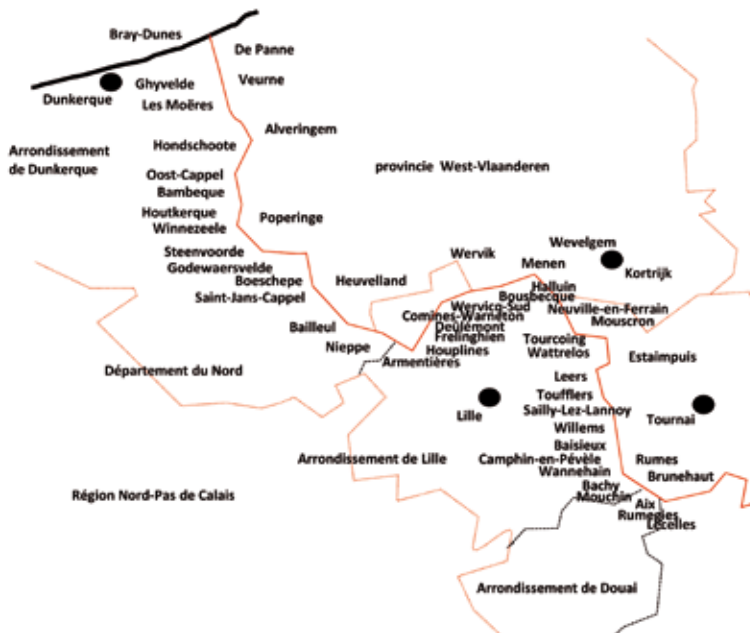 Bray-Dunes
De Panne
Veurne
Ghyvelde
Dunkerque
Les Moëres
Alveringem
Hondschoote
Arrondissement
de Dunkerque
provincie West-Vlaanderen
Oost-Cappel
Bambeque
Houtkerque
Poperinge
Winnezeele
Wevelgem
Steenvoorde
Wervik
Menen
Godewaersvelde
Kortrijk
Boeschepe
Heuvelland
Halluin
Saint-Jans-Cappel
Bousbecque
Wervicq-Sud
Neuville-en-Ferrain
Comines-Warneton
Mouscron
Bailleul
Deûlémont
Frelinghien
Tourcoing
Nieppe
Houplines
Wattrelos
Estaimpuis
Armentières
Département du Nord
Leers
Toufflers
Lille
Sailly-Lez-Lannoy
Tournai
Willems
Baisieux
Arrondissement de Lille
Camphin-en-Pévèle
Rumes
Wannehain
Brunehaut
Bachy
Région Nord-Pas de Calais
Mouchin
Aix
Rumegies
Lecelles
Arrondissement de Douai